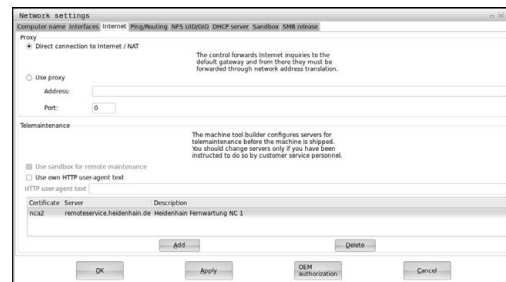 Network settings
Computer name Interfaces Internet Ping/Routing NFS UID/GID DHCP server Sandbox SMB release
Proxy
Direct connection to Internet / NAT
The control forwards Internet inquiries to the
default gateway and from there they must be
forwarded through network address translation.
Use proxy
Address:
Port: 0
Telemaintenance
The machine tool builder configures servers for
telemaintenance before the machine is shipped.
You should change servers only if you have been
instructed to do so by customer service personnel.
Use sandbox for remote maintenance
Use own HTTP user-agent text
HTTP user-agent text
Certificate Server Description
nca2 remoteservice.heidenhain.de Heidenhain Fernwartung NC 1
Add Delete
OK Apply OEM authorization Cancel